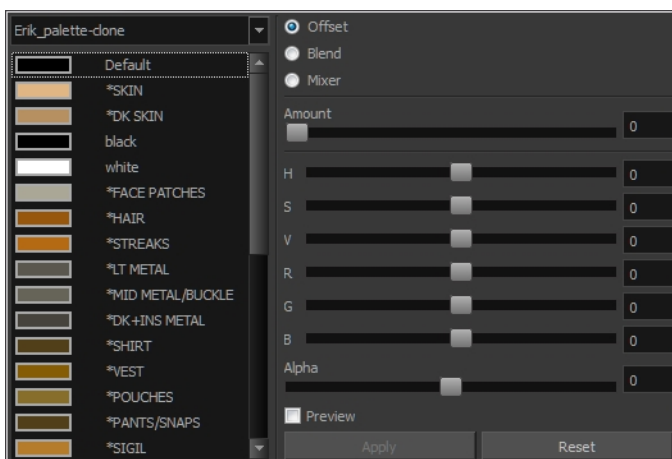 Erik_palette-clone
Default
*SKIN
*DK SKIN
black
white
*FACE PATCHES
*HAIR
*STREAKS
*LT METAL
*MID METAL/BUCKLE
*DK+INS METAL
*SHIRT
*VEST
*POUCHES
*PANTS/SNAPS
*SIGIL
Offset
Blend
Mixer
Amount
0
H 0
S 0
V 0
R 0
G 0
B 0
Alpha
0
Preview
Apply Reset